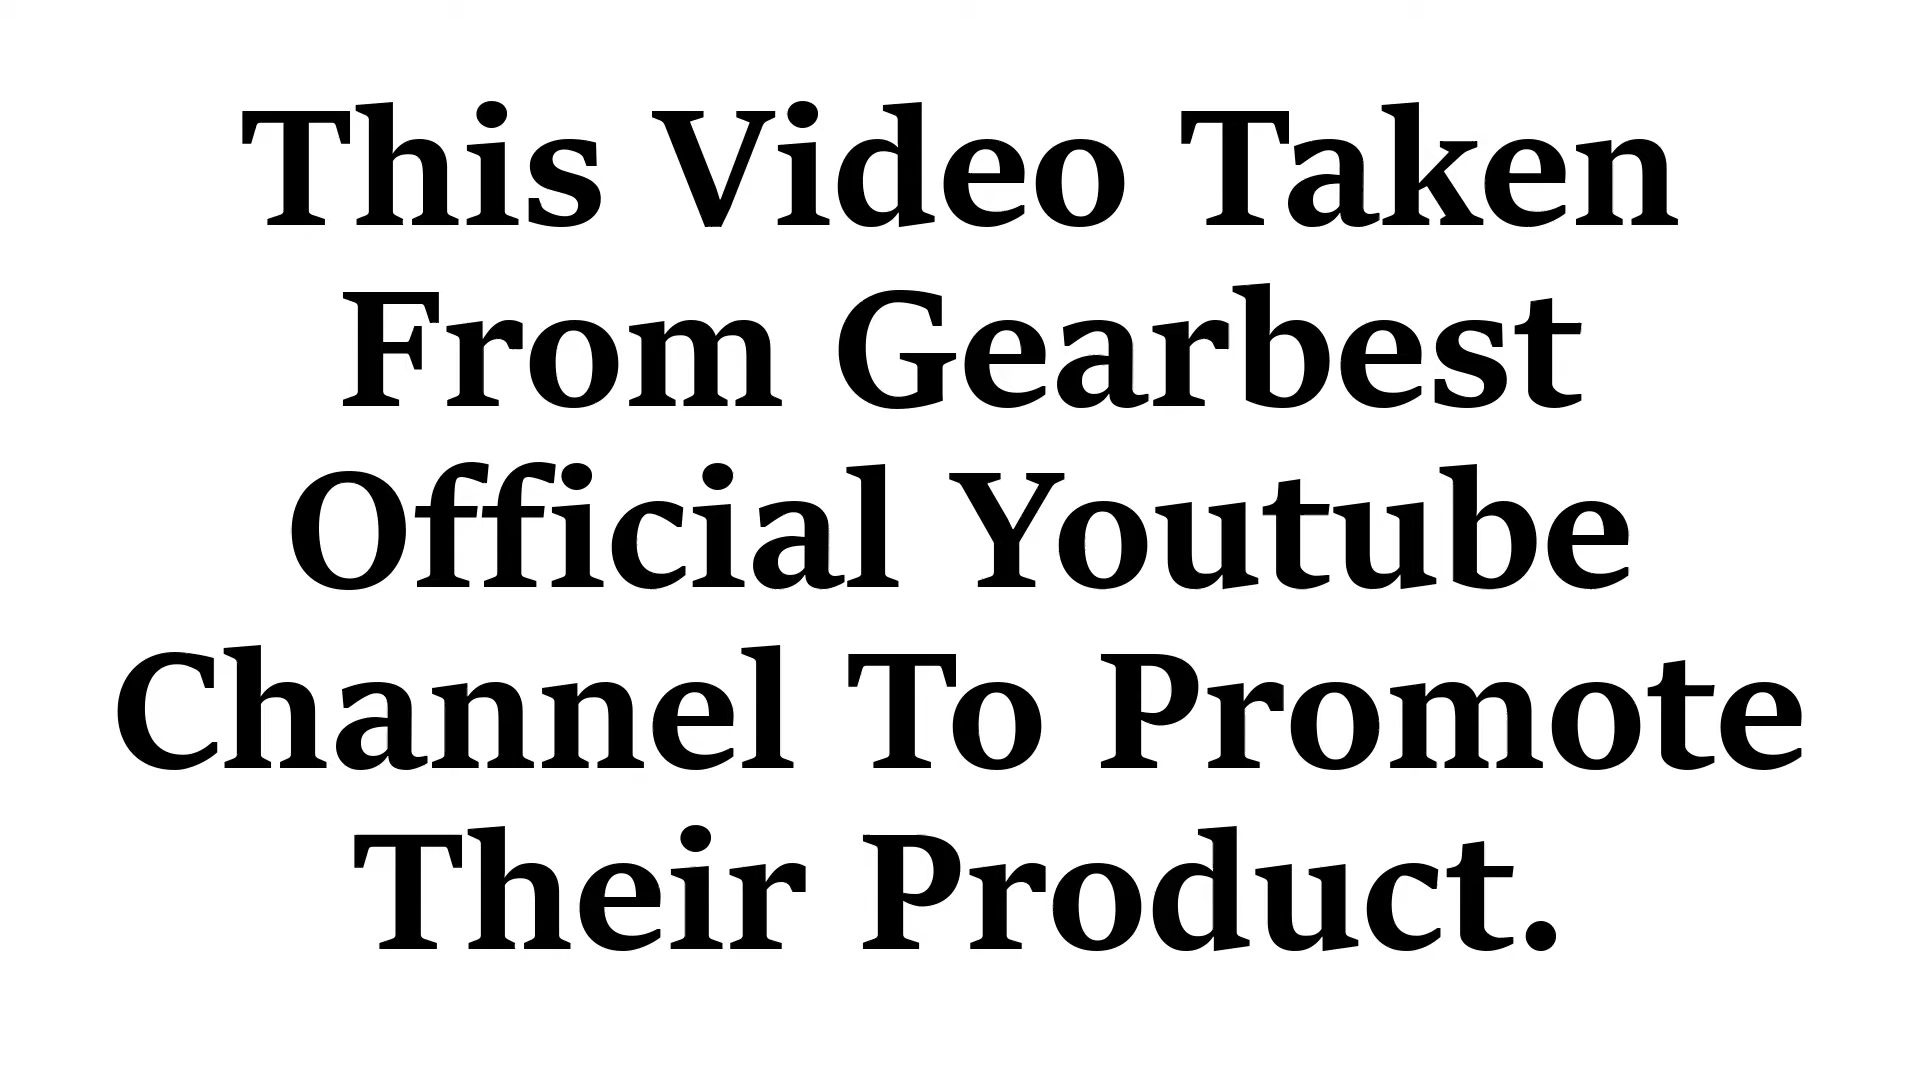 This Video Taken
From Gearbest
Official Youtube
Channel To Promote
Their Product.